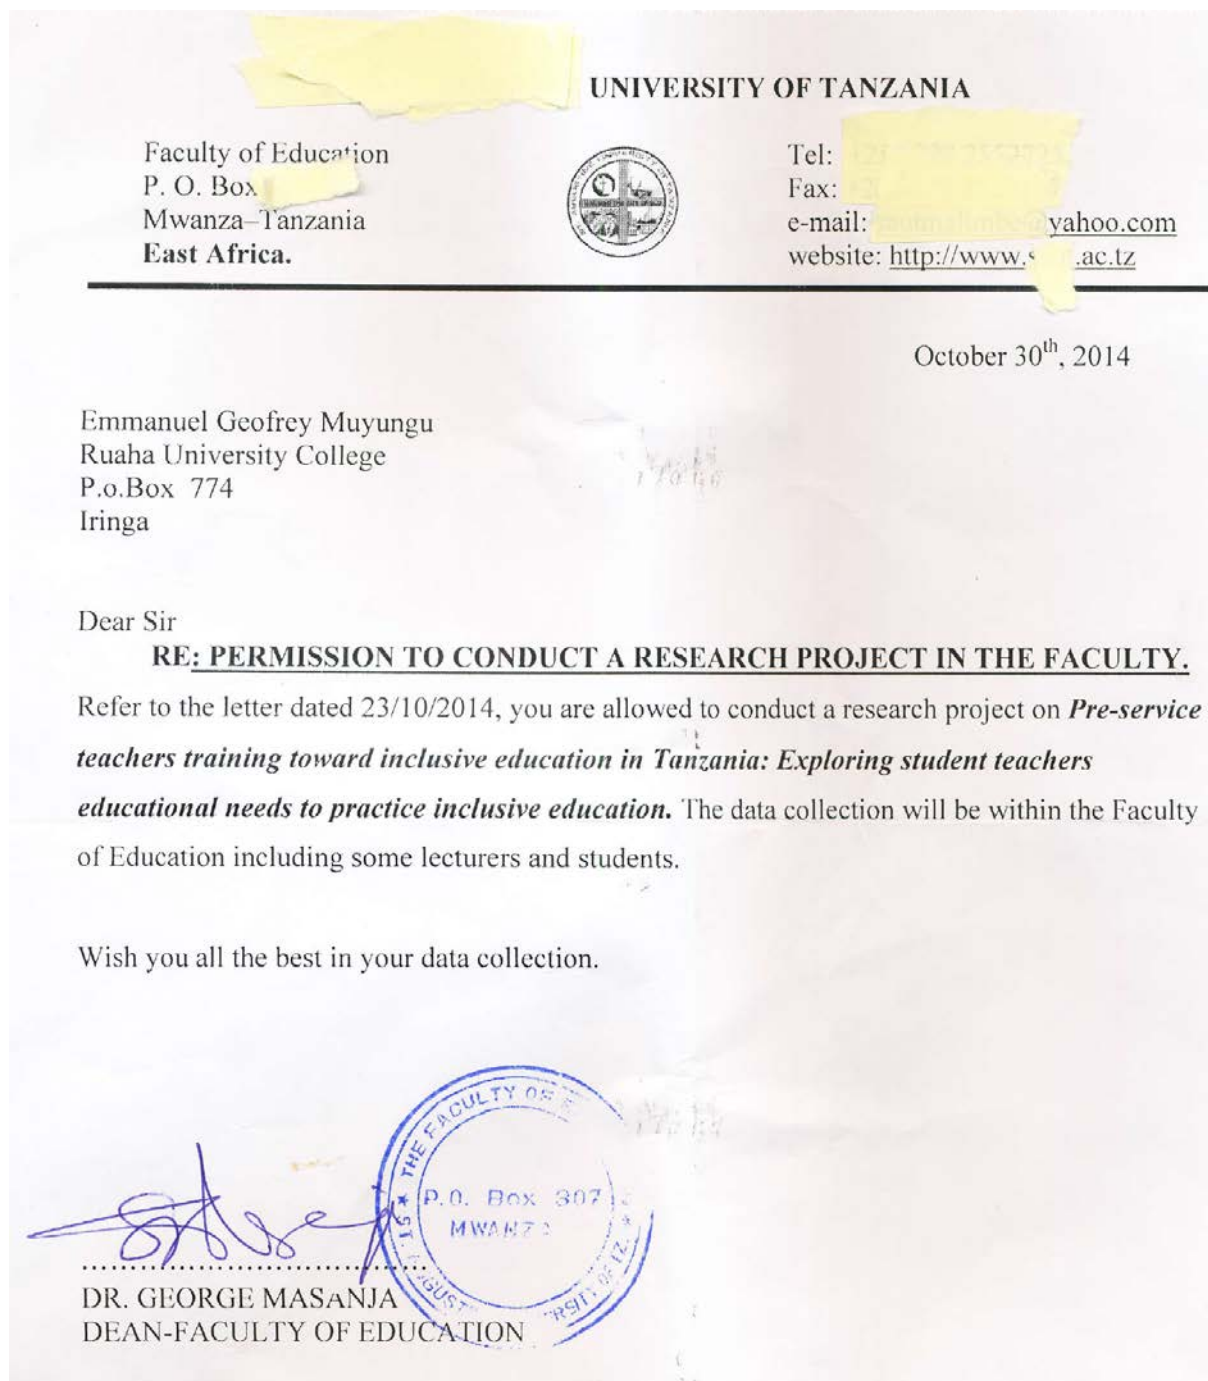 UNIVERSITY OF TANZANIA
Faculty of Education
P. O. Box
Mwanza–Tanzania
East Africa.
Tel:
Fax:
e-mail: @yahoo.com
website: http://www.s .ac.tz
October 30th, 2014
Emmanuel Geofrey Muyungu
Ruaha University College
P.o.Box 774
Iringa
Dear Sir
RE: PERMISSION TO CONDUCT A RESEARCH PROJECT IN THE FACULTY.
Refer to the letter dated 23/10/2014, you are allowed to conduct a research project on Pre-service
teachers training toward inclusive education in Tanzania: Exploring student teachers
educational needs to practice inclusive education. The data collection will be within the Faculty
of Education including some lecturers and students.
Wish you all the best in your data collection.
THE FACULTY OF
P.O. Box 307
MWANZA
DR. GEORGE MASANJA
DEAN-FACULTY OF EDUCATION